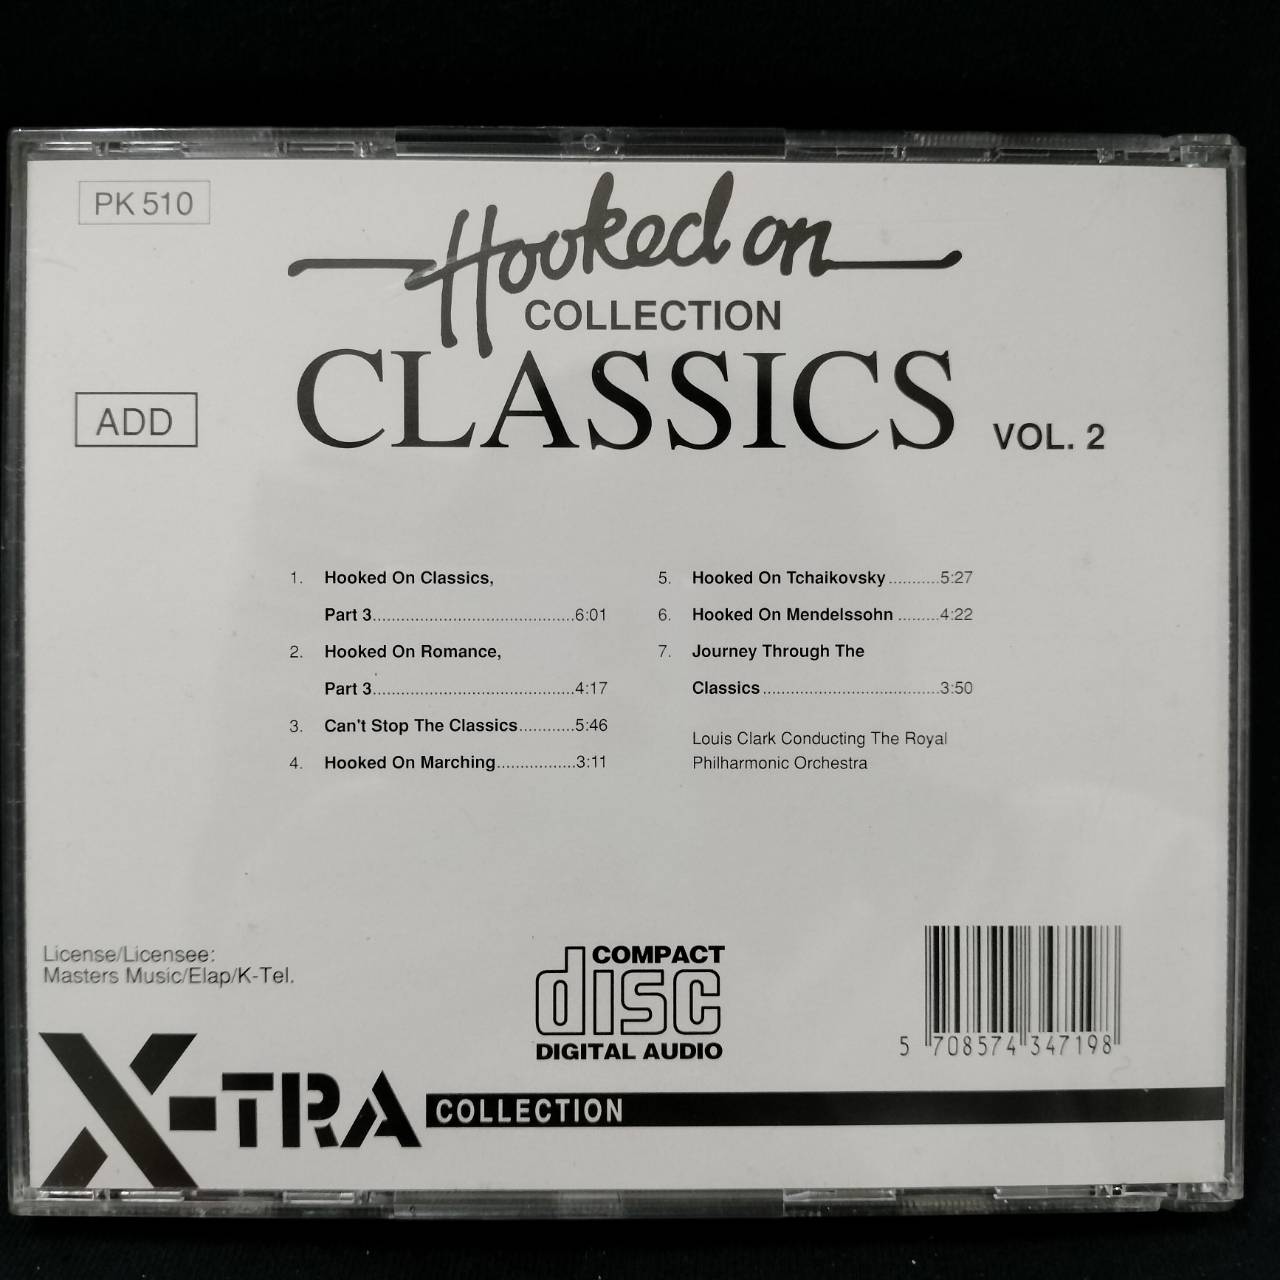 PK 510
Hooked on
COLLECTION
CLASSICS VOL. 2
ADD
1. Hooked On Classics,
Part 3..........................................6:01
2. Hooked On Romance,
Part 3..........................................4:17
3. Can't Stop The Classics............5:46
4. Hooked On Marching.................3:11
5. Hooked On Tchaikovsky...........5:27
6. Hooked On Mendelssohn.........4:22
7. Journey Through The
Classics......................................3:50
Louis Clark Conducting The Royal
Philharmonic Orchestra
License/Licensee:
Masters Music/Elap/K-Tel.
COMPACT
disc
DIGITAL AUDIO
5 708574 347198
X-TRA COLLECTION